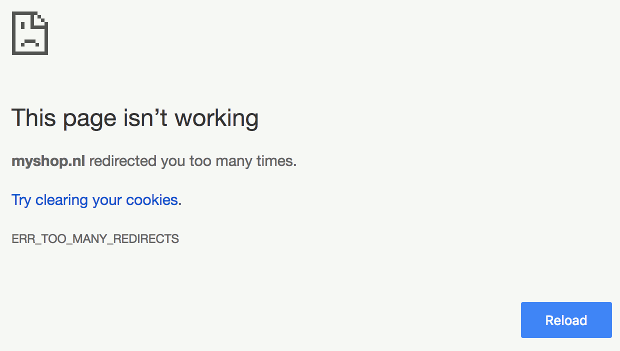 This page isn’t working
myshop.nl redirected you too many times.
Try clearing your cookies.
ERR_TOO_MANY_REDIRECTS
Reload